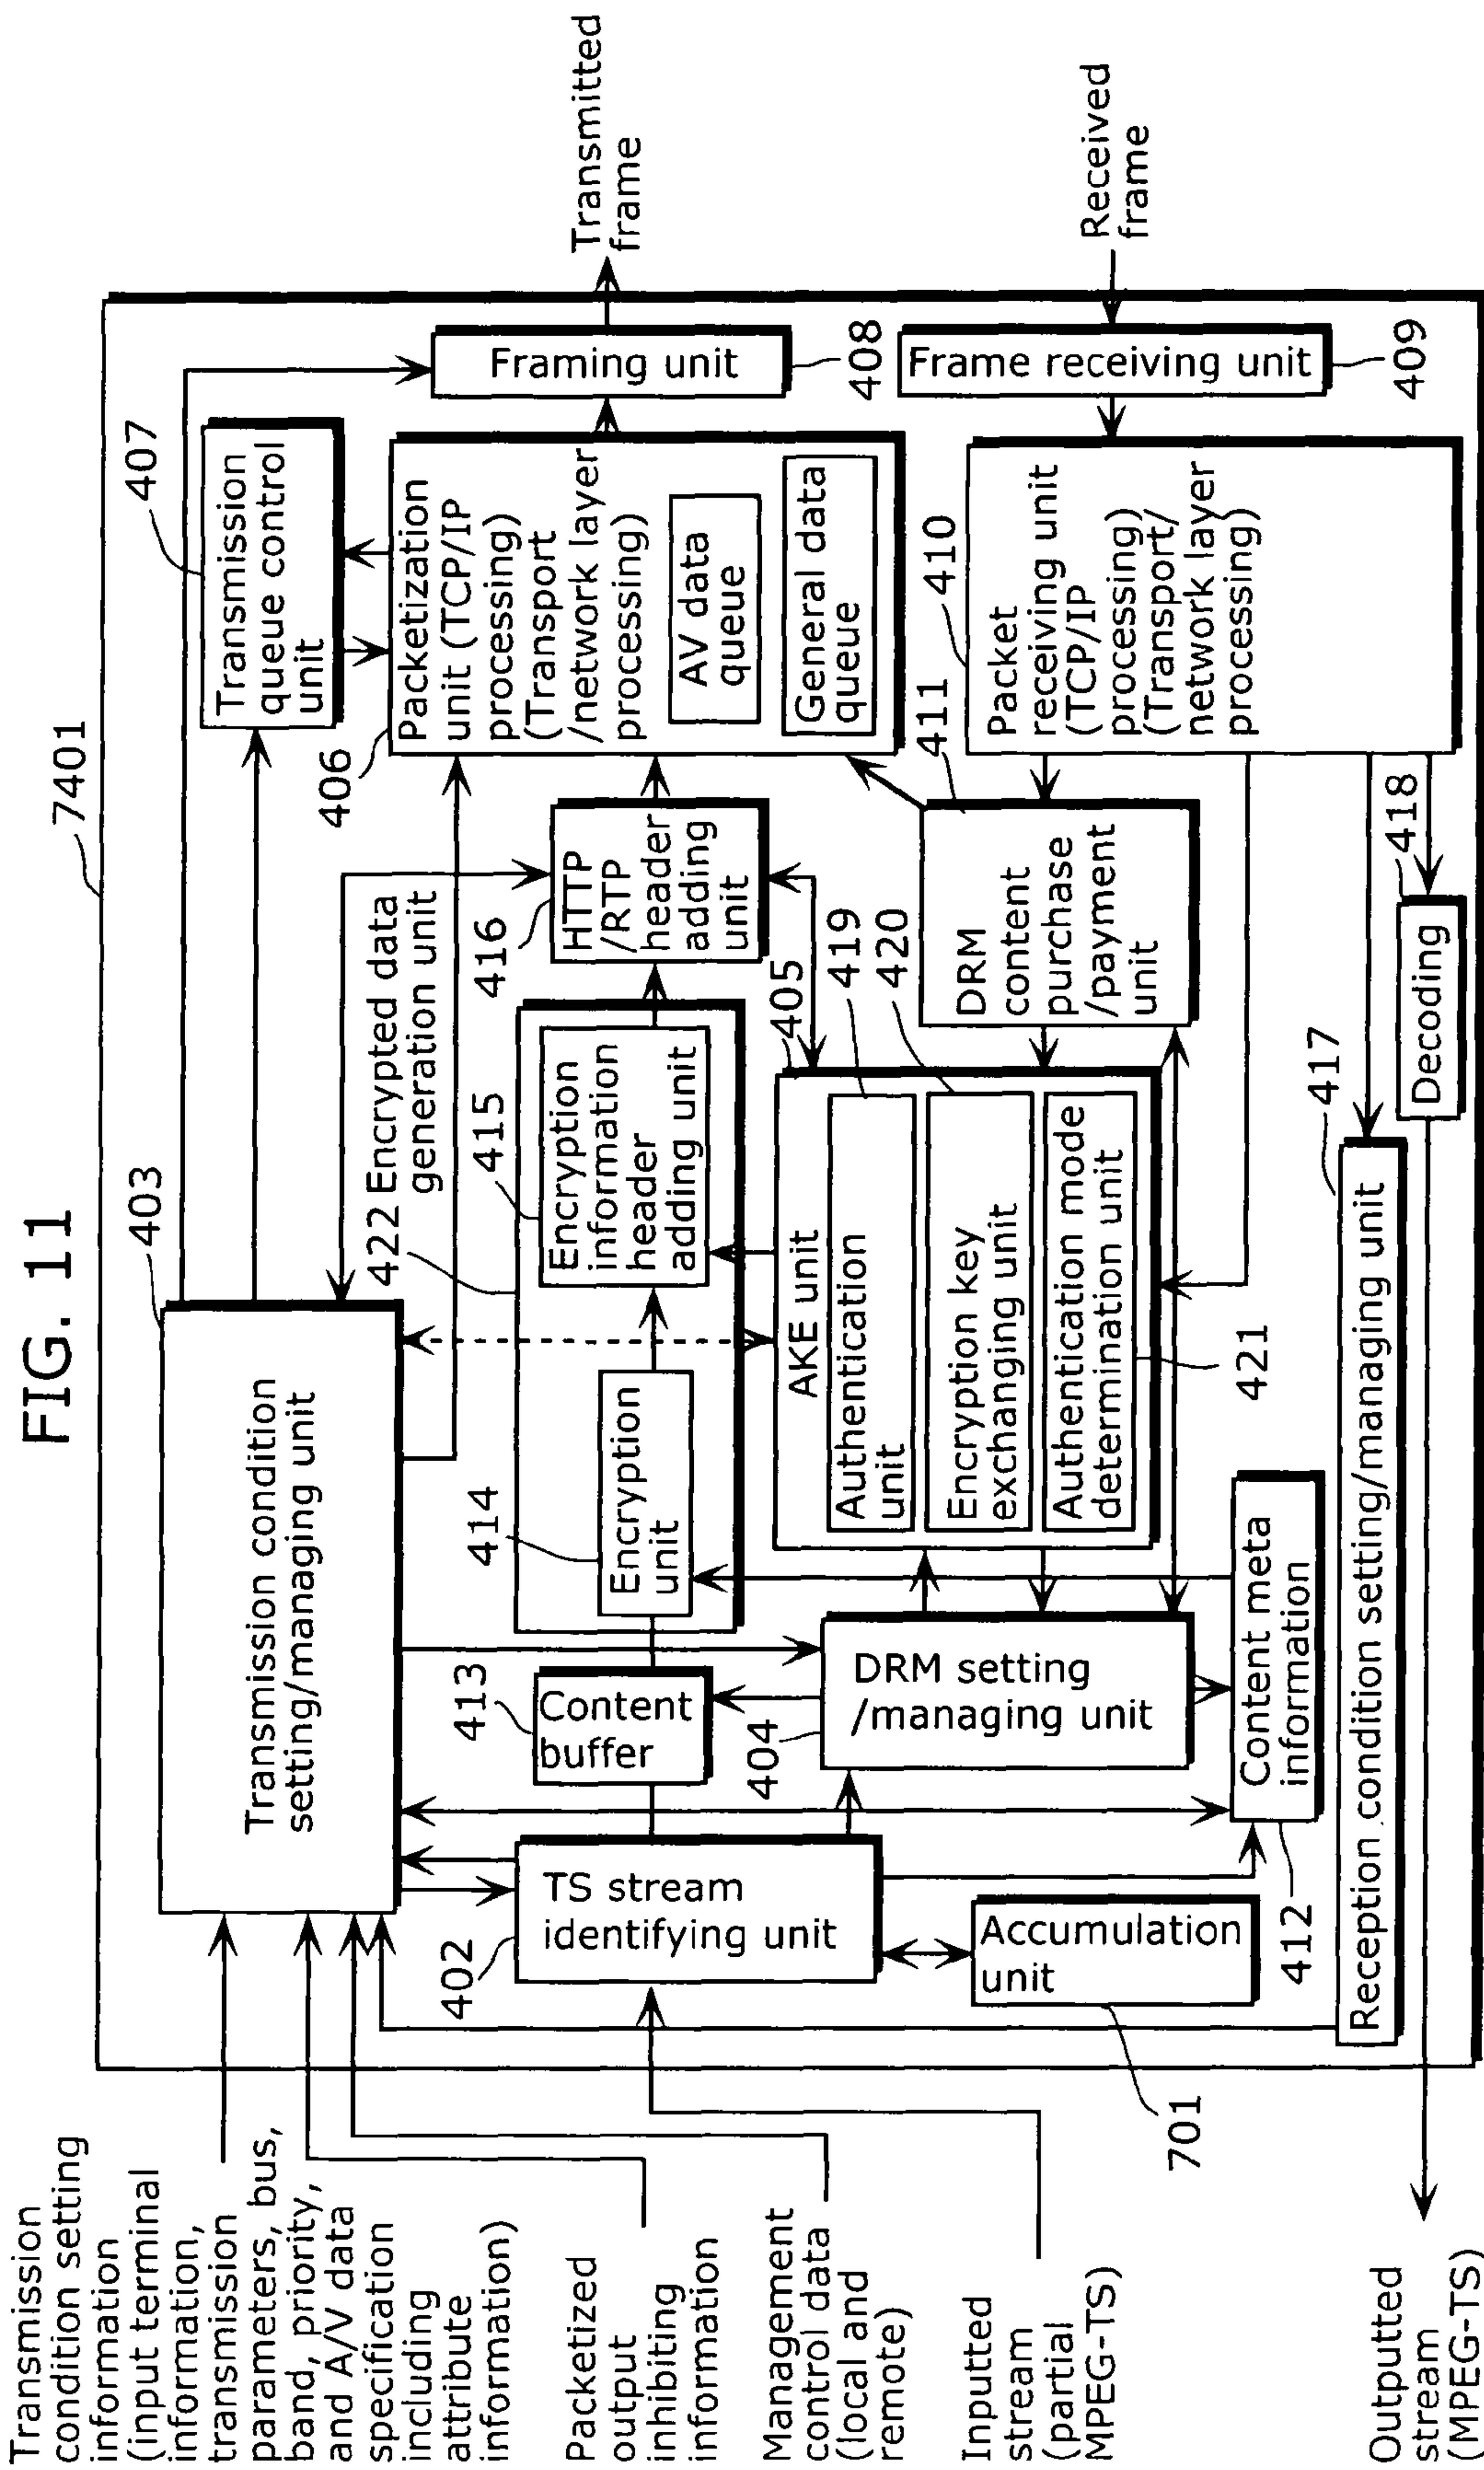 FIG. 11
7401
Transmission
condition setting
information
(input terminal
information,
transmission
parameters, bus,
band, priority,
and A/V data
specification
including
attribute
information)
Packetized
output
inhibiting
information
Management
control data
(local and
remote)
Inputted
stream
(partial
MPEG-TS)
Outputted
stream
(MPEG-TS)
403
Transmission condition
setting/managing unit
402
TS stream
identifying unit
701
Accumulation
unit
413
Content
buffer
404
DRM setting
/managing unit
412
Content meta
information
422 Encrypted data
generation unit
414
Encryption
unit
415
Encryption
information
header
adding unit
405
AKE unit
419
Authentication
unit
420
Encryption key
exchanging unit
421
Authentication mode
determination unit
416
HTTP
/RTP
header
adding
unit
411
DRM
content
purchase
/payment
unit
407
Transmission
queue control
unit
406
Packetization
unit (TCP/IP
processing)
(Transport
/network layer
processing)
AV data
queue
General data
queue
408
Framing unit
Transmitted
frame
409
Frame receiving unit
Received
frame
410
Packet
receiving unit
(TCP/IP
processing)
(Transport/
network layer
processing)
417
Reception condition setting/managing unit
418
Decoding